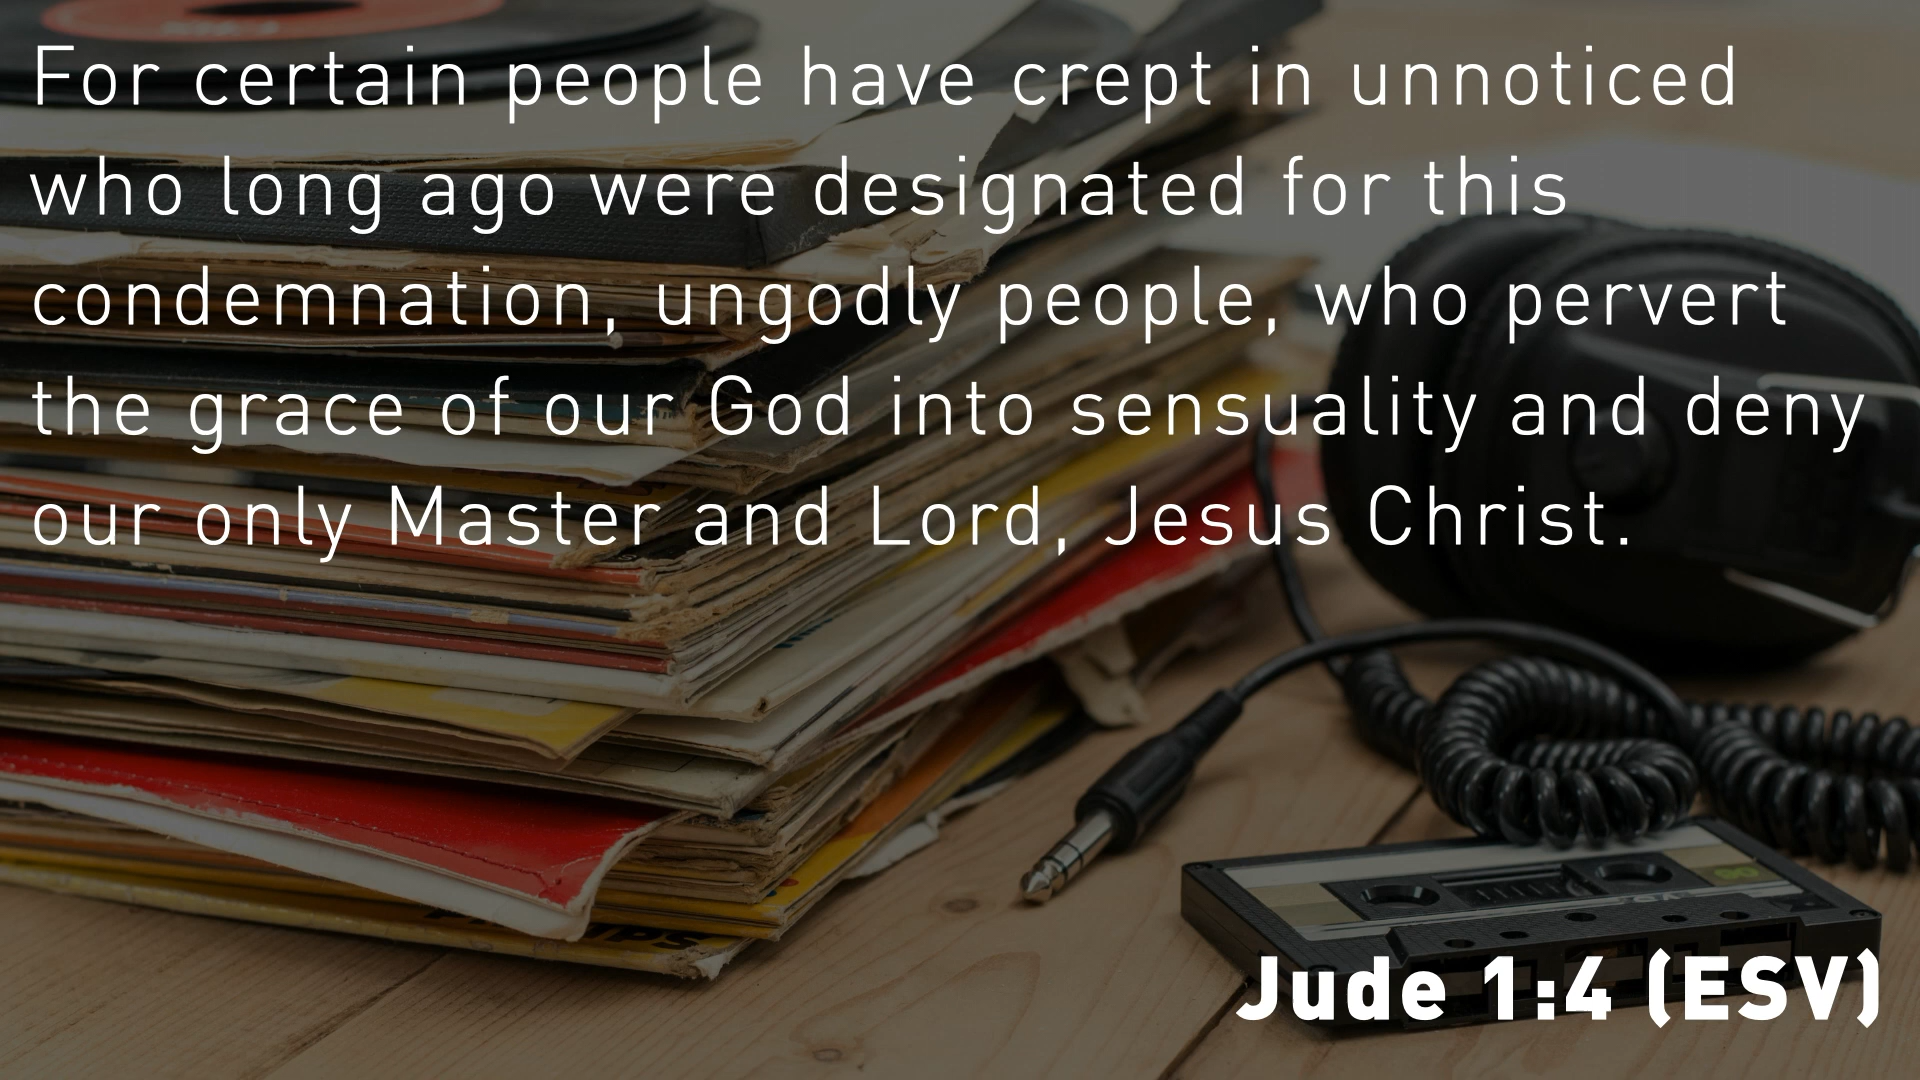 For certain people have crept in unnoticed
who long ago were designated for this
condemnation, ungodly people, who pervert
the grace of our God into sensuality and deny
our only Master and Lord, Jesus Christ.
Jude 1:4 (ESV)